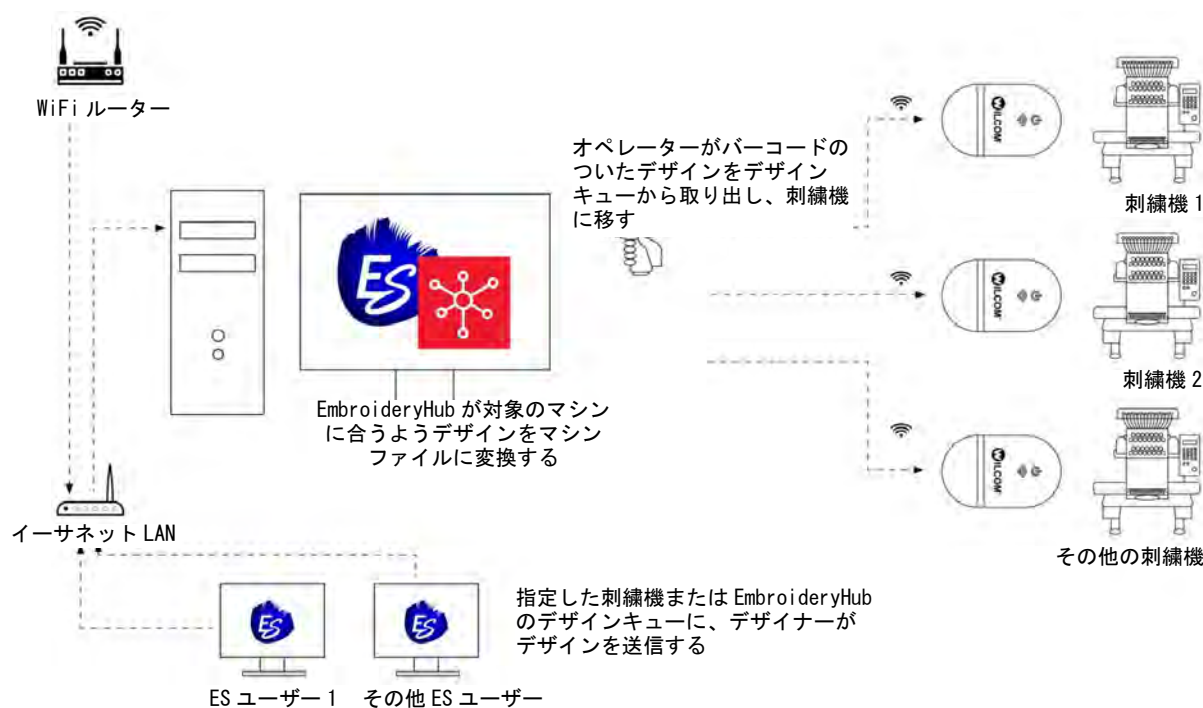 WiFi ルーター
オペレーターがバーコードの
ついたデザインをデザイン
キューから取り出し、刺繍機
に移す
WILCOM
刺繍機 1
ES
WILCOM
刺繍機 2
EmbroideryHub が対象のマシン
に合うようデザインをマシン
ファイルに変換する
WILCOM
その他の刺繍機
イーサネット LAN
ES
ES
指定した刺繍機または EmbroideryHub
のデザインキューに、デザイナーが
デザインを送信する
ES ユーザー 1
その他 ES ユーザー